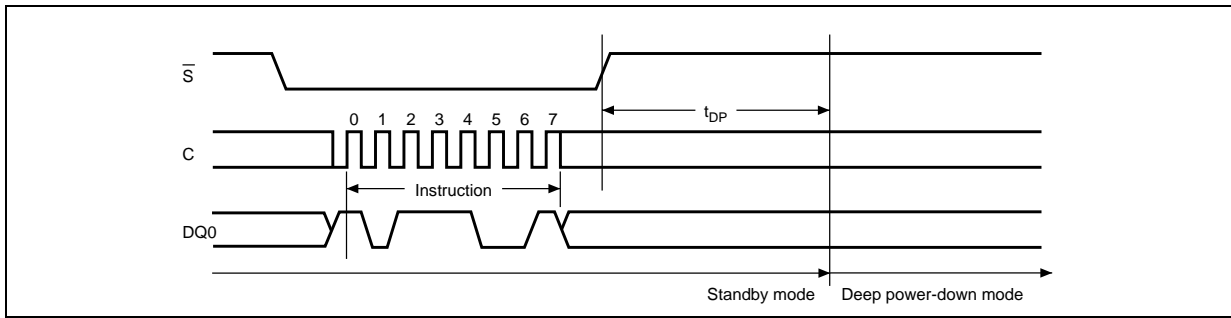 S̅
t_DP
0 1 2 3 4 5 6 7
C
Instruction
DQ0
Standby mode
Deep power-down mode